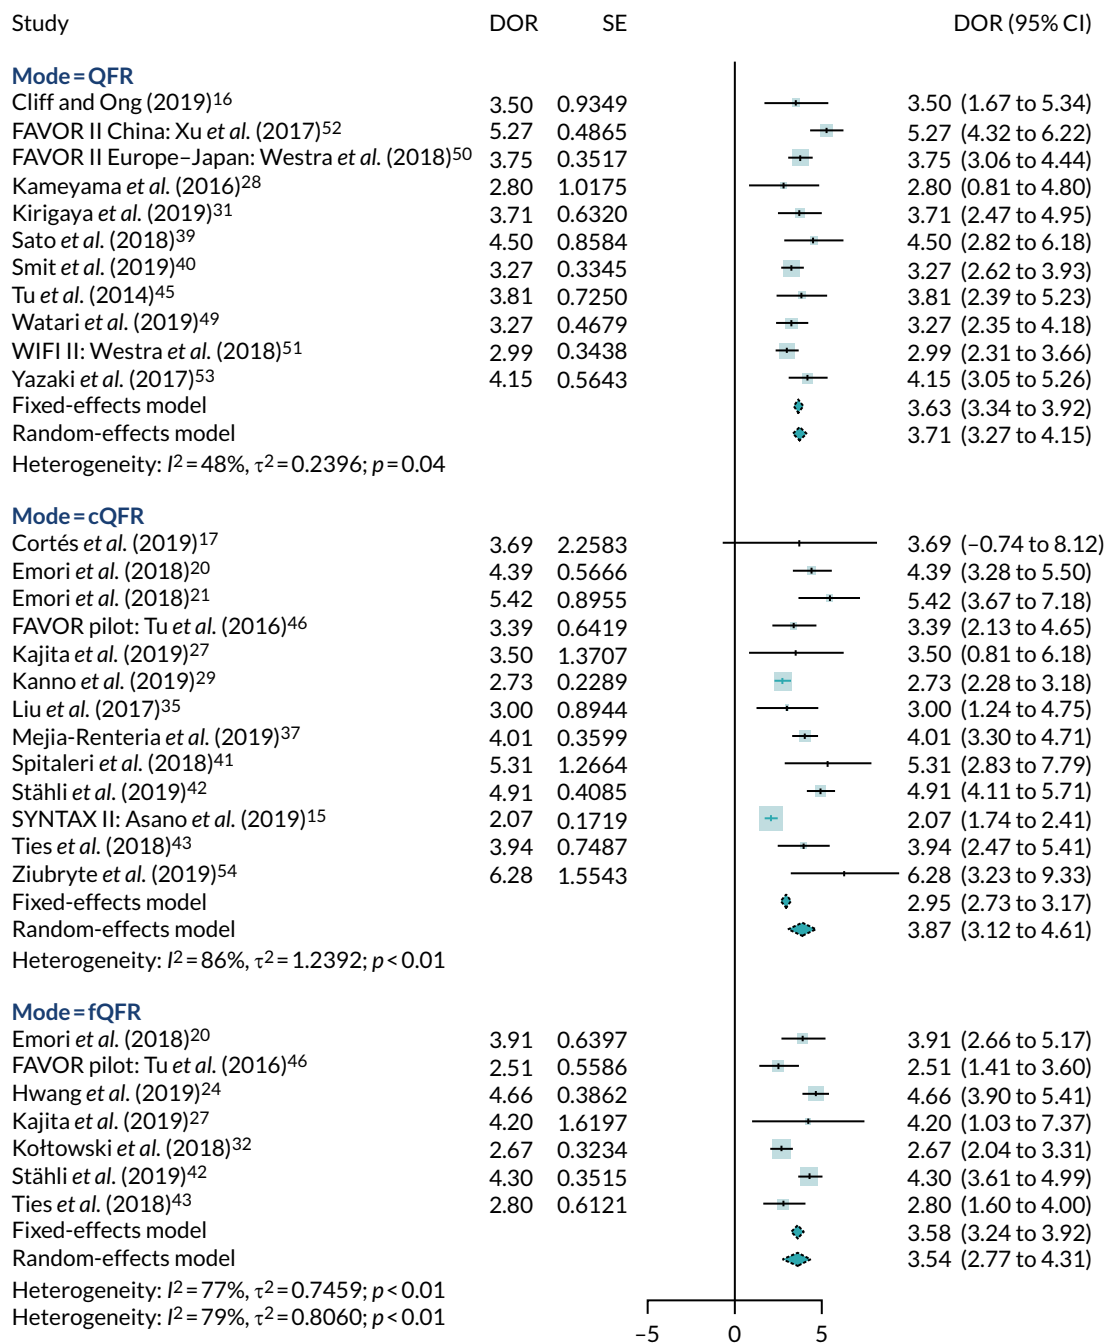 Study DOR SE DOR (95% CI)
Mode=QFR
Cliff and Ong (2019)16 3.50 0.9349 3.50 (1.67 to 5.34)
FAVOR II China: Xu et al. (2017)52 5.27 0.4865 5.27 (4.32 to 6.22)
FAVOR II Europe–Japan: Westra et al. (2018)50 3.75 0.3517 3.75 (3.06 to 4.44)
Kameyama et al. (2016)28 2.80 1.0175 2.80 (0.81 to 4.80)
Kirigaya et al. (2019)31 3.71 0.6320 3.71 (2.47 to 4.95)
Sato et al. (2018)39 4.50 0.8584 4.50 (2.82 to 6.18)
Smit et al. (2019)40 3.27 0.3345 3.27 (2.62 to 3.93)
Tu et al. (2014)45 3.81 0.7250 3.81 (2.39 to 5.23)
Watari et al. (2019)49 3.27 0.4679 3.27 (2.35 to 4.18)
WIFI II: Westra et al. (2018)51 2.99 0.3438 2.99 (2.31 to 3.66)
Yazaki et al. (2017)53 4.15 0.5643 4.15 (3.05 to 5.26)
Fixed-effects model 3.63 (3.34 to 3.92)
Random-effects model 3.71 (3.27 to 4.15)
Heterogeneity: I2=48%, τ2=0.2396; p=0.04
Mode=cQFR
Cortés et al. (2019)17 3.69 2.2583 3.69 (–0.74 to 8.12)
Emori et al. (2018)20 4.39 0.5666 4.39 (3.28 to 5.50)
Emori et al. (2018)21 5.42 0.8955 5.42 (3.67 to 7.18)
FAVOR pilot: Tu et al. (2016)46 3.39 0.6419 3.39 (2.13 to 4.65)
Kajita et al. (2019)27 3.50 1.3707 3.50 (0.81 to 6.18)
Kanno et al. (2019)29 2.73 0.2289 2.73 (2.28 to 3.18)
Liu et al. (2017)35 3.00 0.8944 3.00 (1.24 to 4.75)
Mejia-Renteria et al. (2019)37 4.01 0.3599 4.01 (3.30 to 4.71)
Spitaleri et al. (2018)41 5.31 1.2664 5.31 (2.83 to 7.79)
Stähli et al. (2019)42 4.91 0.4085 4.91 (4.11 to 5.71)
SYNTAX II: Asano et al. (2019)15 2.07 0.1719 2.07 (1.74 to 2.41)
Ties et al. (2018)43 3.94 0.7487 3.94 (2.47 to 5.41)
Ziubryte et al. (2019)54 6.28 1.5543 6.28 (3.23 to 9.33)
Fixed-effects model 2.95 (2.73 to 3.17)
Random-effects model 3.87 (3.12 to 4.61)
Heterogeneity: I2=86%, τ2=1.2392; p<0.01
Mode=fQFR
Emori et al. (2018)20 3.91 0.6397 3.91 (2.66 to 5.17)
FAVOR pilot: Tu et al. (2016)46 2.51 0.5586 2.51 (1.41 to 3.60)
Hwang et al. (2019)24 4.66 0.3862 4.66 (3.90 to 5.41)
Kajita et al. (2019)27 4.20 1.6197 4.20 (1.03 to 7.37)
Kołtowski et al. (2018)32 2.67 0.3234 2.67 (2.04 to 3.31)
Stähli et al. (2019)42 4.30 0.3515 4.30 (3.61 to 4.99)
Ties et al. (2018)43 2.80 0.6121 2.80 (1.60 to 4.00)
Fixed-effects model 3.58 (3.24 to 3.92)
Random-effects model 3.54 (2.77 to 4.31)
Heterogeneity: I2=77%, τ2=0.7459; p<0.01
Heterogeneity: I2=79%, τ2=0.8060; p<0.01
–5 0 5